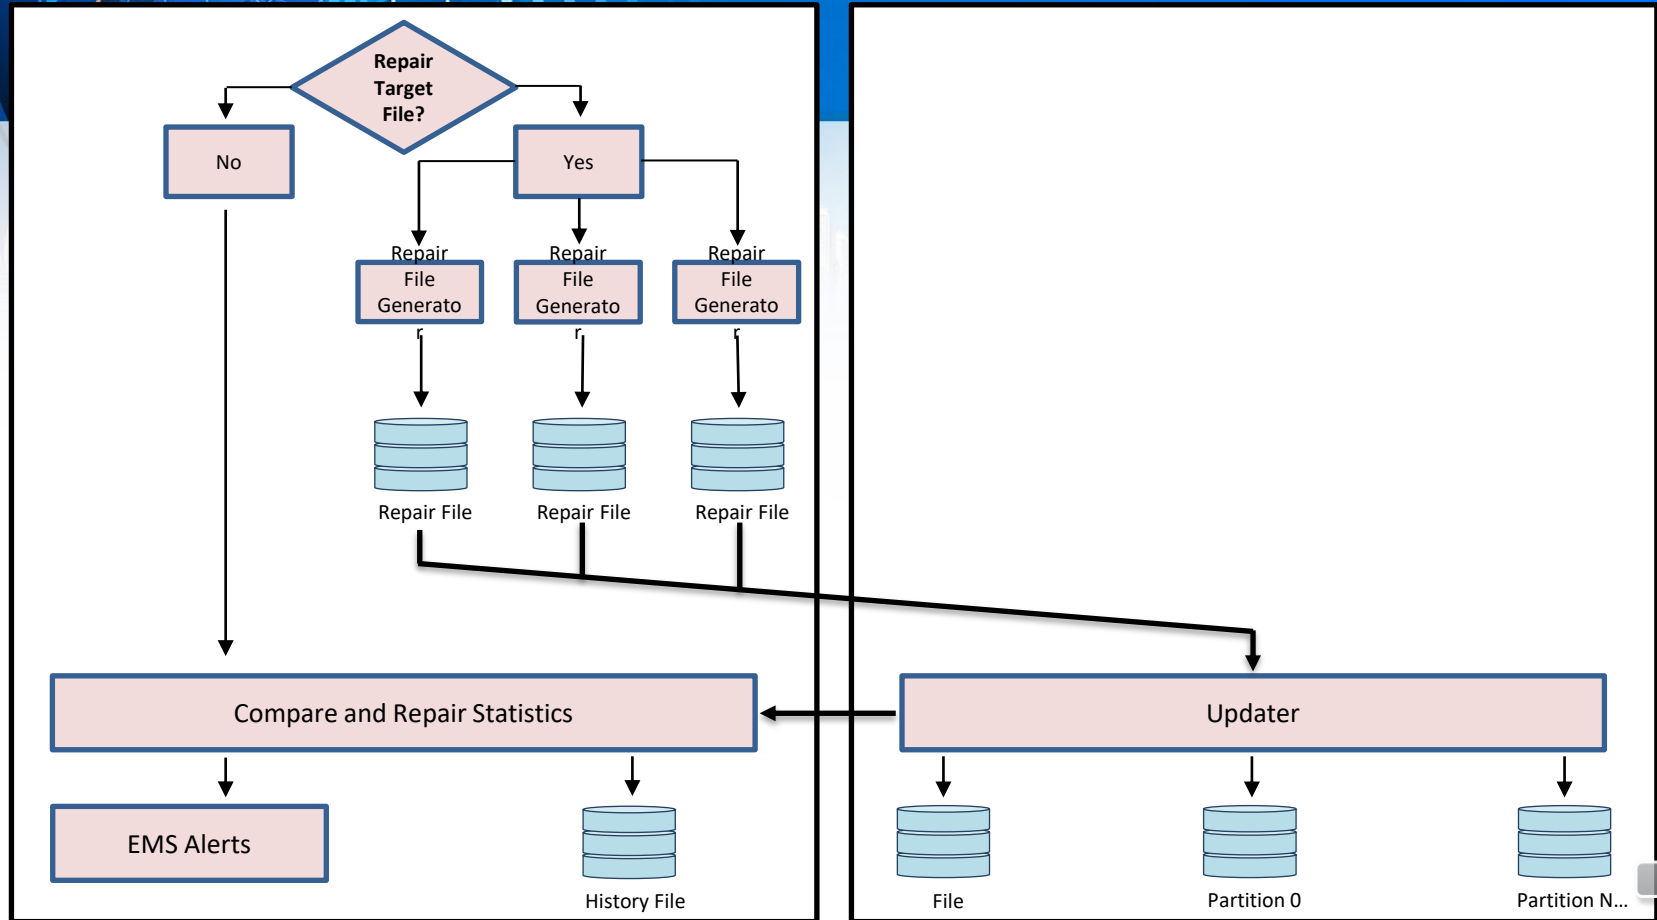 Repair
Target
File?
No
Yes
Repair
File
Generato
r
Repair
File
Generato
r
Repair
File
Generato
r
Repair File
Repair File
Repair File
Compare and Repair Statistics
Updater
EMS Alerts
History File
File
Partition 0
Partition N...